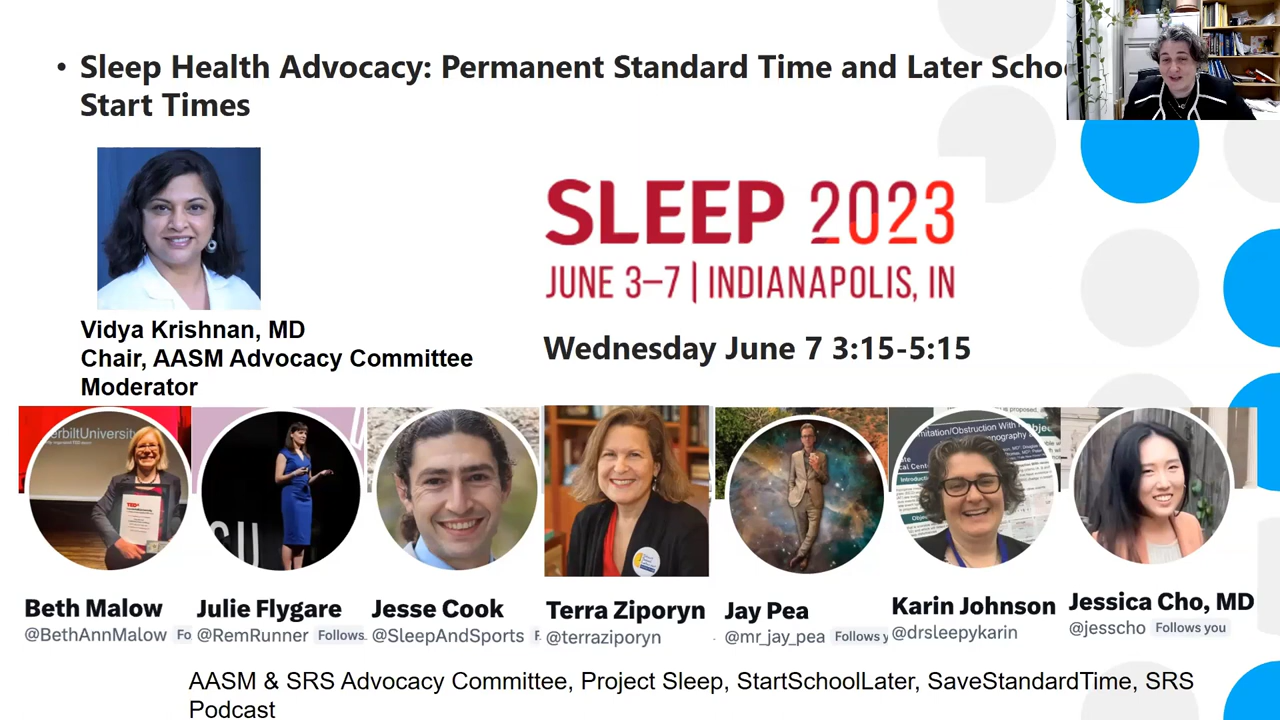 • Sleep Health Advocacy: Permanent Standard Time and Later Schoo
Start Times
SLEEP 2023
JUNE 3–7 | INDIANAPOLIS, IN
Wednesday June 7 3:15-5:15
Vidya Krishnan, MD
Chair, AASM Advocacy Committee
Moderator
Beth Malow
@BethAnnMalow Fo
Julie Flygare
@RemRunner Follows
Jesse Cook
@SleepAndSports F
Terra Ziporyn
@terraziporyn
Jay Pea
@mr_jay_pea Follows y
Karin Johnson
@drsleepykarin
Jessica Cho, MD
@jesscho Follows you
AASM & SRS Advocacy Committee, Project Sleep, StartSchoolLater, SaveStandardTime, SRS
Podcast